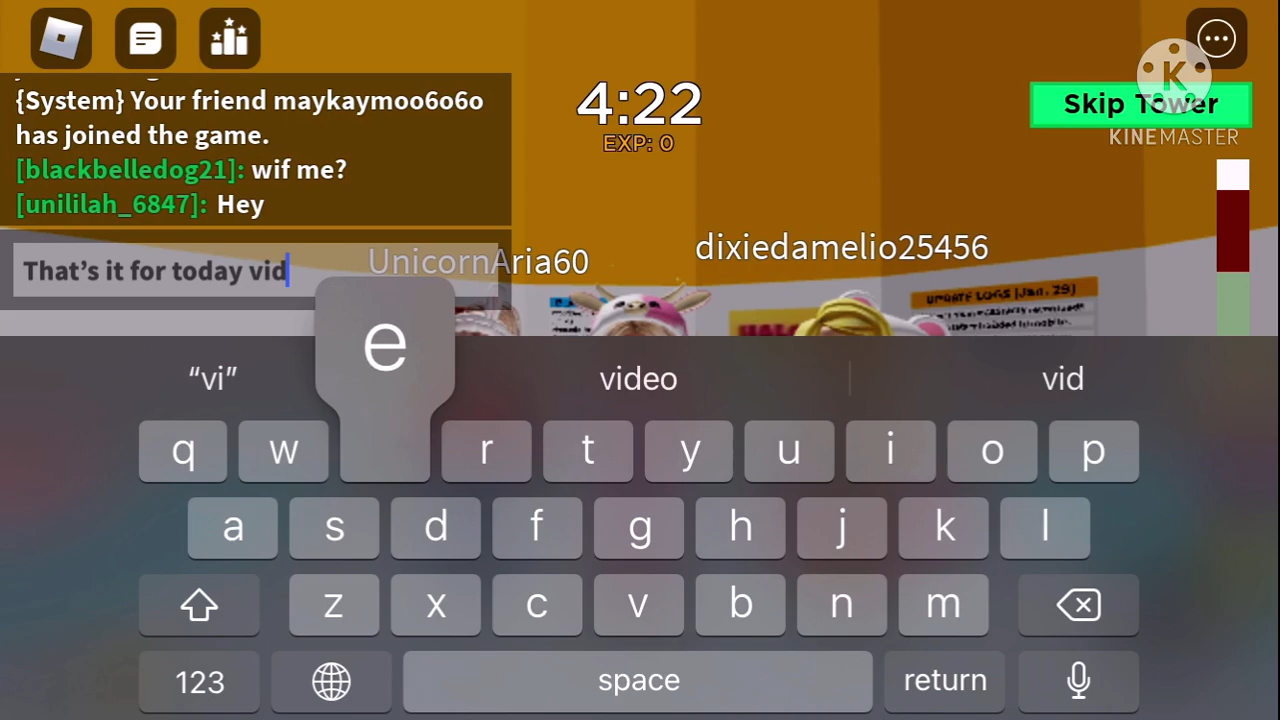 {System} Your friend maykaymoo6o6o
has joined the game.
[blackbelledog21]: wif me?
[unililah_6847]: Hey
That's it for today vid
4:22
EXP: 0
Skip Tower
K
KINEMASTER
UnicornAria60
dixiedamelio25456
UPDATE LOGS [Jan. 29]
e
“vi”
video
vid
q w r t y u i o p
a s d f g h j k l
z x c v b n m
123
space
return